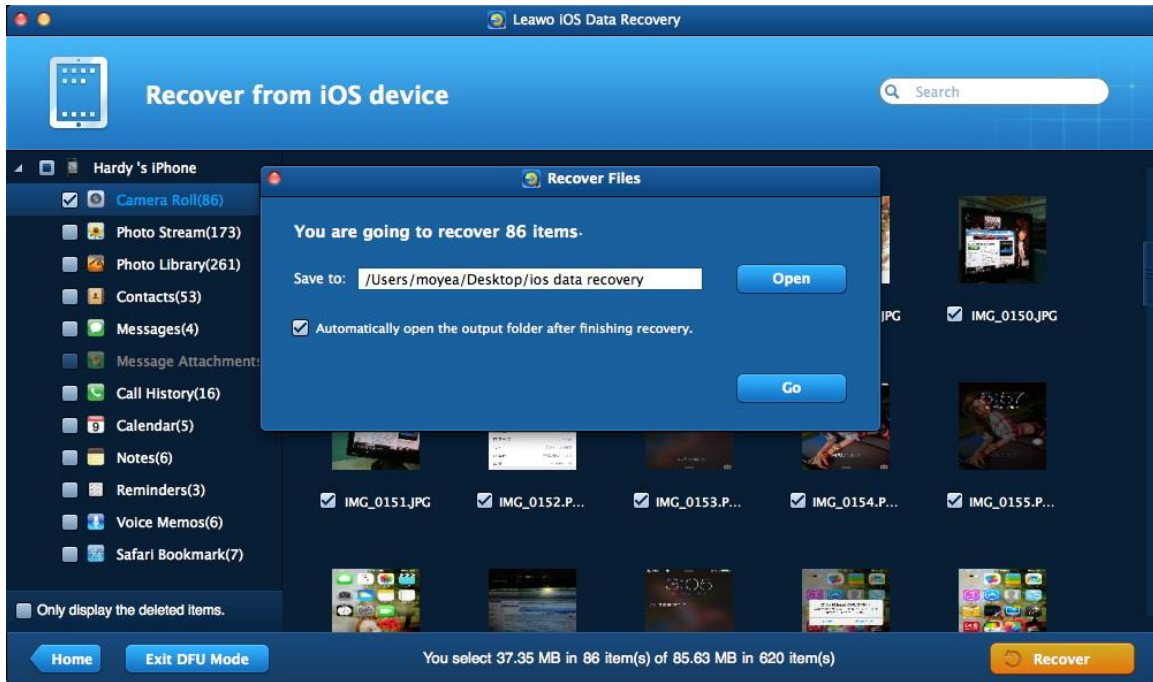 Leawo iOS Data Recovery
Recover from iOS device
Search
Hardy 's iPhone
Camera Roll(86)
Photo Stream(173)
Photo Library(261)
Contacts(53)
Messages(4)
Message Attachments
Call History(16)
Calendar(5)
Notes(6)
Reminders(3)
Voice Memos(6)
Safari Bookmark(7)
Only display the deleted items.
Recover Files
You are going to recover 86 items.
Save to: /Users/moyea/Desktop/ios data recovery Open
Automatically open the output folder after finishing recovery.
Go
JPG
IMG_0150.JPG
IMG_0151.JPG IMG_0152.P... IMG_0153.P... IMG_0154.P... IMG_0155.P...
Home Exit DFU Mode You select 37.35 MB in 86 item(s) of 85.63 MB in 620 item(s) Recover